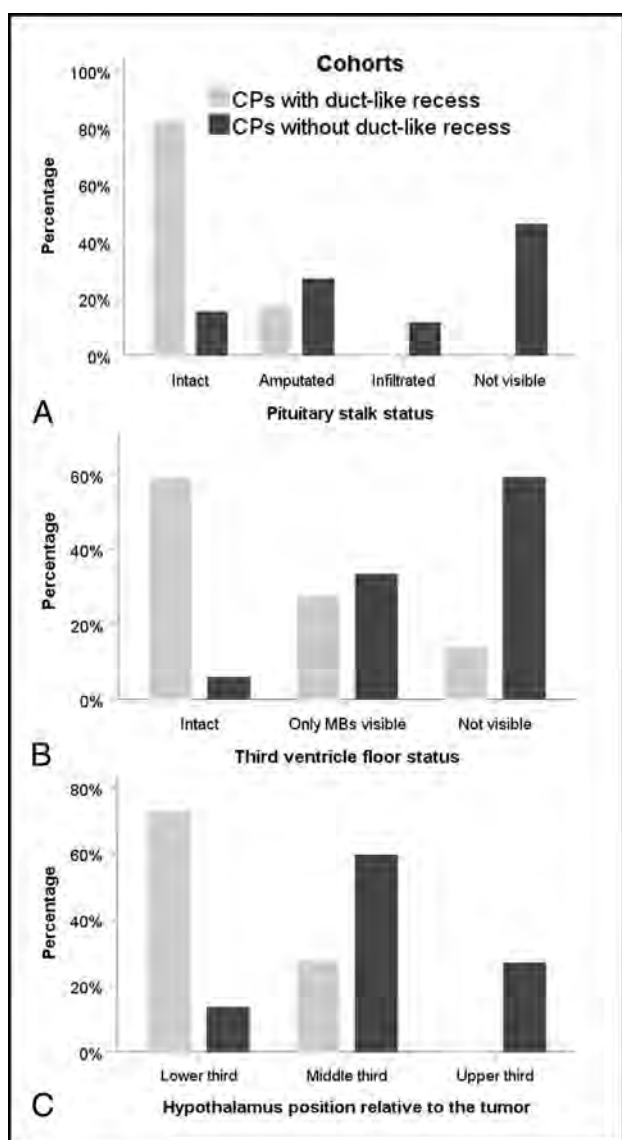 Cohorts
CPs with duct-like recess
CPs without duct-like recess
100%
80%
60%
40%
20%
0%
Percentage
Intact Amputated Infiltrated Not visible
A
Pituitary stalk status
60%
40%
20%
0%
Percentage
Intact Only MBs visible Not visible
B
Third ventricle floor status
80%
60%
40%
20%
0%
Percentage
Lower third Middle third Upper third
C
Hypothalamus position relative to the tumor